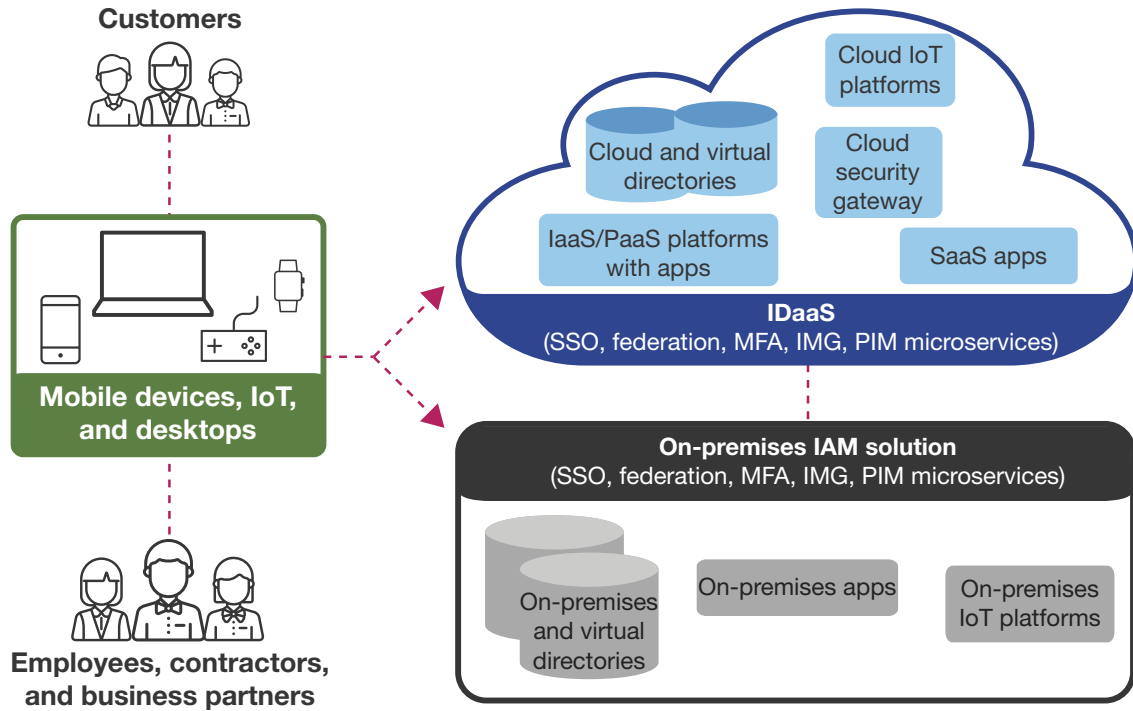 Customers
Mobile devices, IoT,
and desktops
Employees, contractors,
and business partners
Cloud IoT
platforms
Cloud and virtual
directories
Cloud
security
gateway
IaaS/PaaS platforms
with apps
SaaS apps
IDaaS
(SSO, federation, MFA, IMG, PIM microservices)
On-premises IAM solution
(SSO, federation, MFA, IMG, PIM microservices)
On-premises
and virtual
directories
On-premises apps
On-premises
IoT platforms